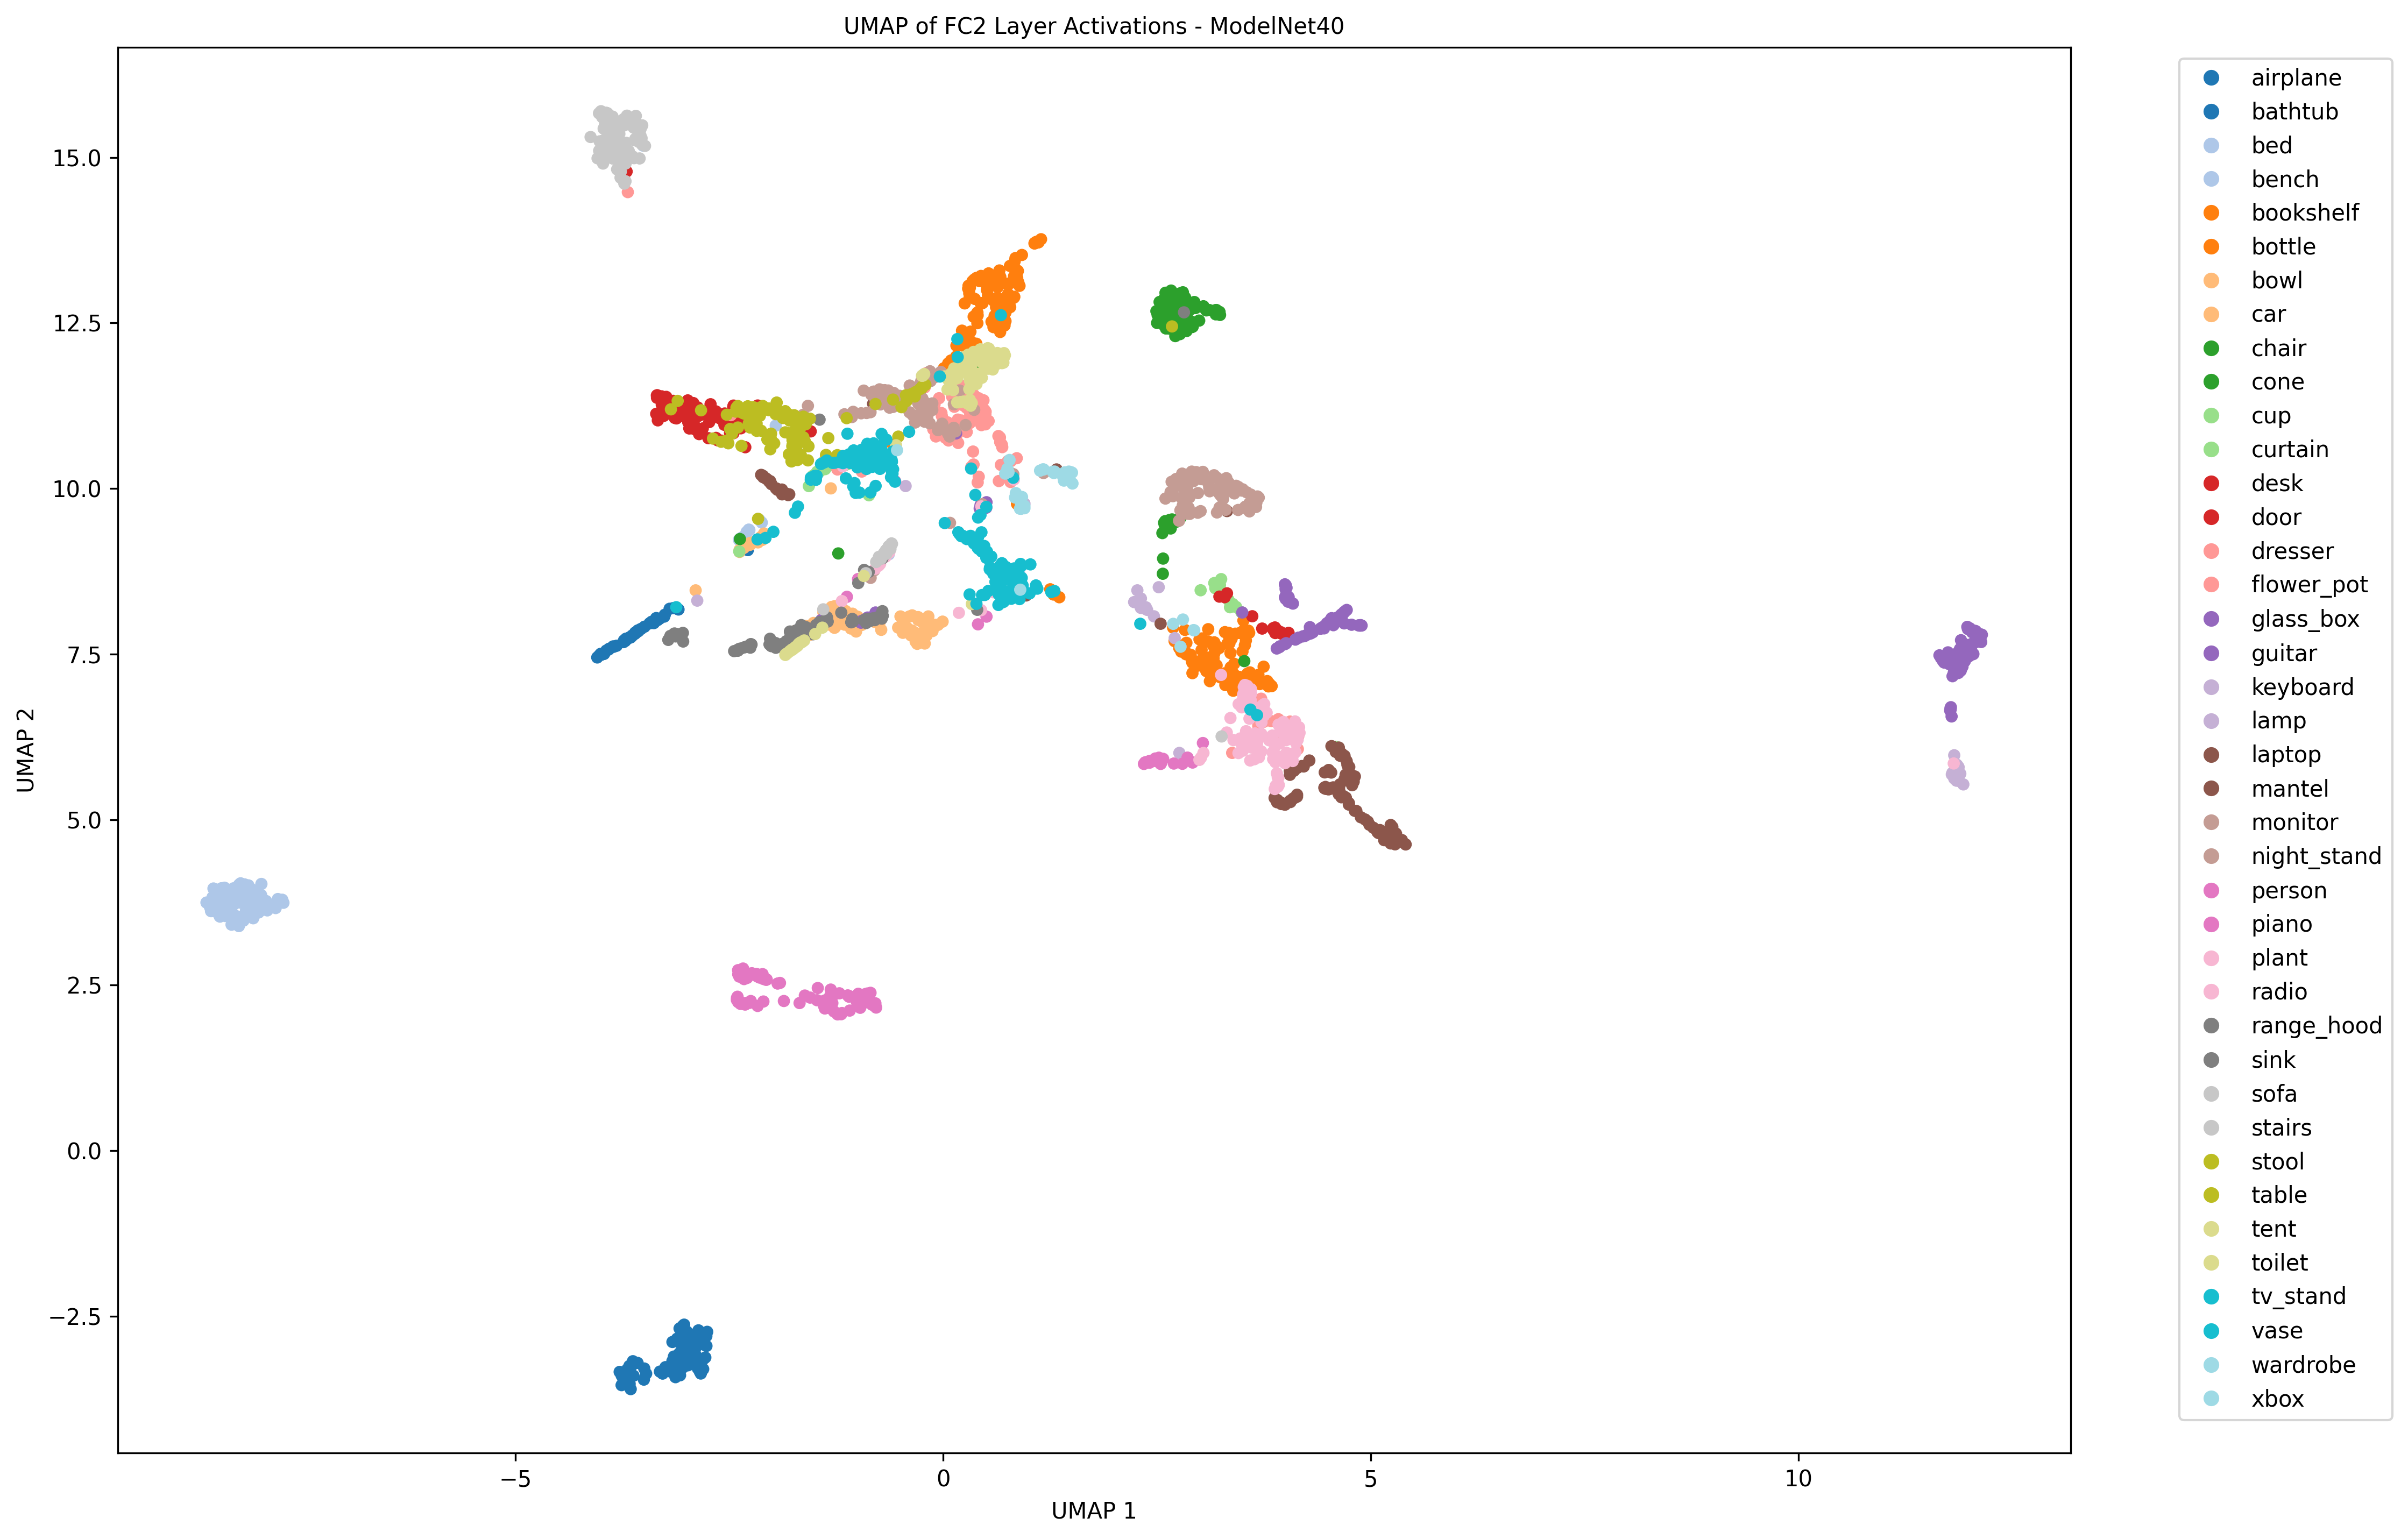 UMAP of FC2 Layer Activations - ModelNet40
UMAP 2
15.0
12.5
10.0
7.5
5.0
2.5
0.0
−2.5
−5
0
5
10
UMAP 1
airplane
bathtub
bed
bench
bookshelf
bottle
bowl
car
chair
cone
cup
curtain
desk
door
dresser
flower_pot
glass_box
guitar
keyboard
lamp
laptop
mantel
monitor
night_stand
person
piano
plant
radio
range_hood
sink
sofa
stairs
stool
table
tent
toilet
tv_stand
vase
wardrobe
xbox